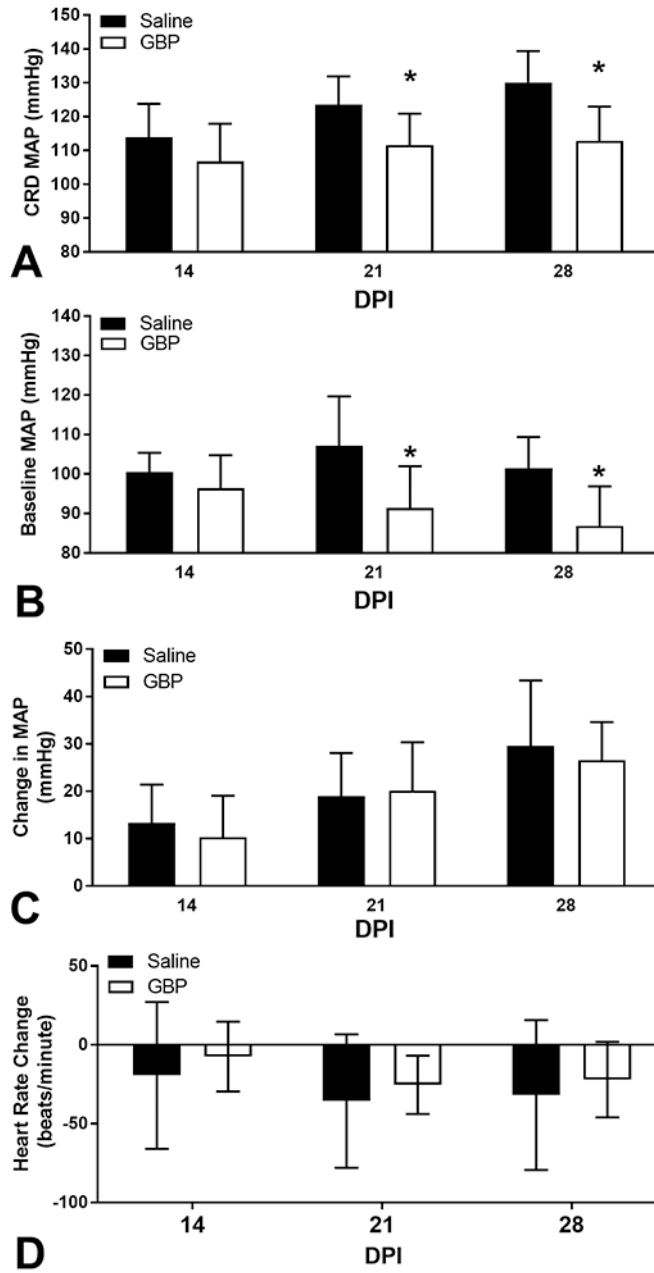 Saline
GBP
CRD MAP (mmHg)
150
140
130
120
110
100
90
80
*
*
14
21
28
DPI
A
Saline
GBP
Baseline MAP (mmHg)
140
130
120
110
100
90
80
*
*
14
21
28
DPI
B
Saline
GBP
Change in MAP
(mmHg)
50
40
30
20
10
0
14
21
28
DPI
C
Saline
GBP
Heart Rate Change
(beats/minute)
50
0
-50
-100
14
21
28
DPI
D